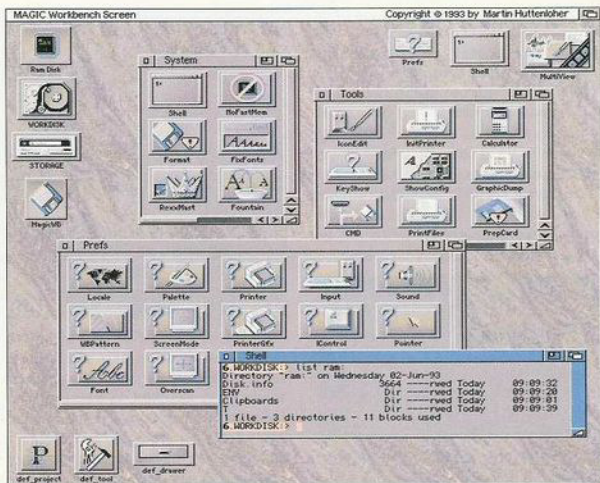 MAGIC Workbench Screen
Copyright © 1993 by Martin Huttenloher
Ram Disk
WORKDISK
STORAGE
MagicWB
Prefs
Shell
MultiView
System
Shell
NoFastMem
Format
FixFonts
RexxMast
Fountain
Tools
IconEdit
InitPrinter
Calculator
KeyShow
ShowConfig
GraphicDump
CMD
PrintFiles
PrepCard
Prefs
Locale
Palette
Printer
Input
Sound
WBPattern
ScreenMode
PrinterGfx
IControl
Pointer
Font
Overscan
Shell
6.WORKDISK:> list ram:
Directory "ram:" on Wednesday 02-Jun-93
Disk.info 3664 ----rwed Today 09:09:32
ENV Dir ----rwed Today 09:09:20
Clipboards Dir ----rwed Today 09:09:01
T Dir ----rwed Today 09:09:39
1 file - 3 directories - 11 blocks used
6.WORKDISK:>
def_project
def_tool
def_drawer